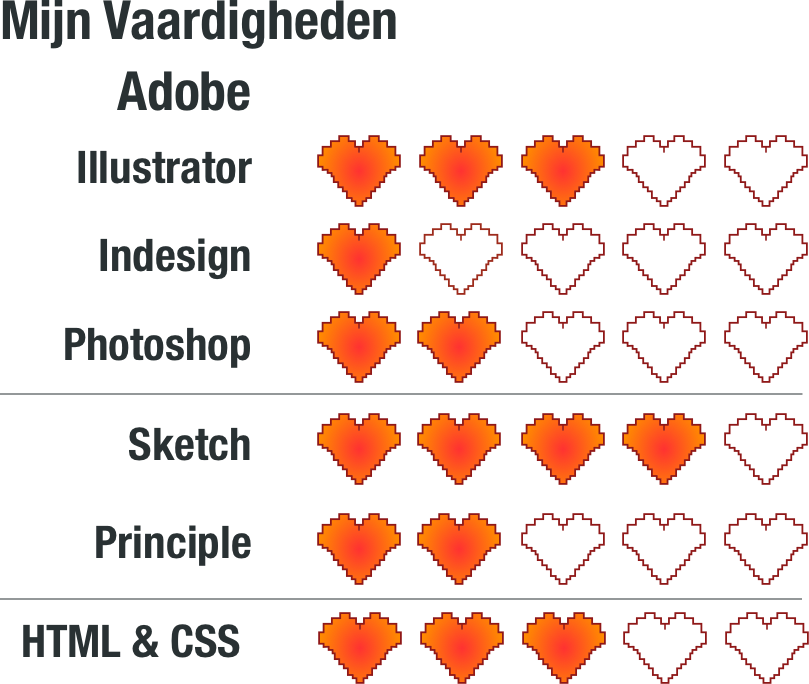 Mijn Vaardigheden
Adobe
Illustrator
Indesign
Photoshop
Sketch
Principle
HTML & CSS